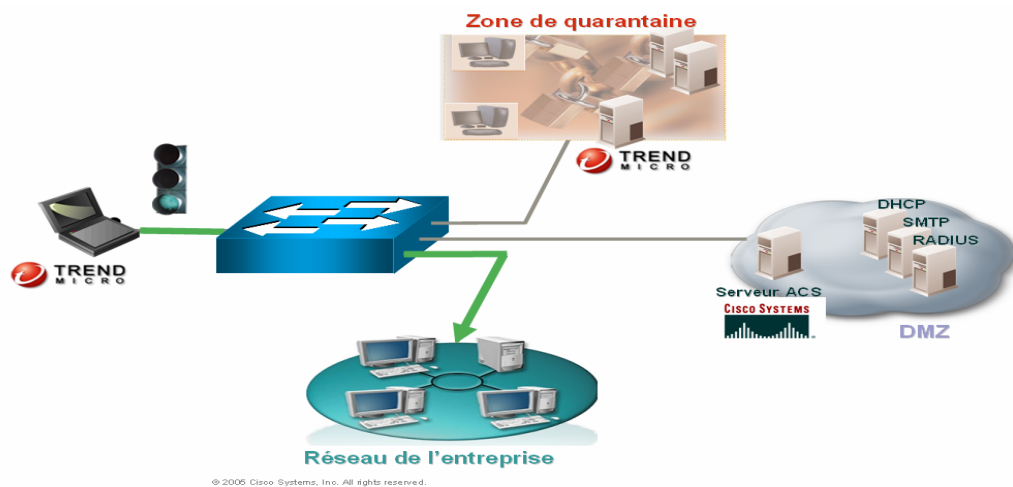 Zone de quarantaine
TREND
MICRO
DHCP
SMTP
RADIUS
TREND
MICRO
Serveur ACS
CISCO SYSTEMS
DMZ
Réseau de l'entreprise
© 2005 Cisco Systems, Inc. All rights reserved.